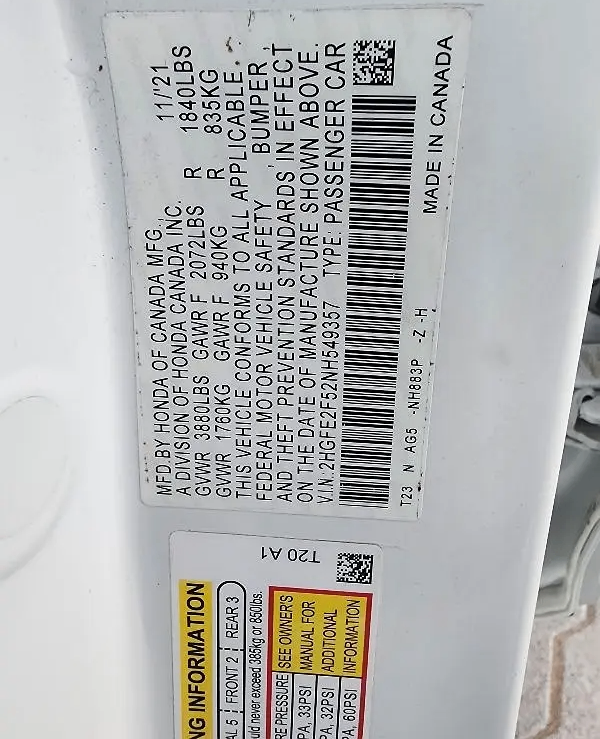 MFD.BY HONDA OF CANADA MFG. 11/'21
A DIVISION OF HONDA CANADA INC.
GVWR 3880LBS GAWR F 2072LBS R 1840LBS
GVWR 1760KG GAWR F 940KG R 835KG
THIS VEHICLE CONFORMS TO ALL APPLICABLE
FEDERAL MOTOR VEHICLE SAFETY, BUMPER,
AND THEFT PREVENTION STANDARDS IN EFFECT
ON THE DATE OF MANUFACTURE SHOWN ABOVE.
V.I.N.:2HGFE2F52NH549357 TYPE: PASSENGER CAR
T23 N AG5 -NH883P -Z -H
MADE IN CANADA
T20 A1
NG INFORMATION
AL 5 FRONT 2 REAR 3
ould never exceed 385kg or 850lbs.
RE PRESSURE SEE OWNER'S
PA, 33PSI MANUAL FOR
PA, 32PSI ADDITIONAL
PA, 60PSI INFORMATION